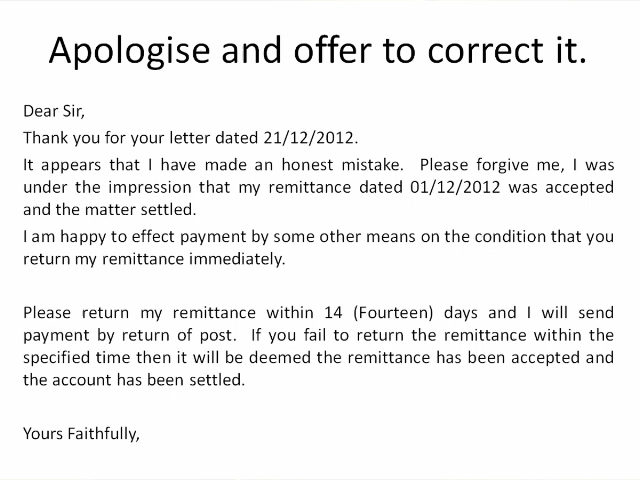 Apologise and offer to correct it.
Dear Sir,
Thank you for your letter dated 21/12/2012.
It appears that I have made an honest mistake.  Please forgive me, I was
under the impression that my remittance dated 01/12/2012 was accepted
and the matter settled.
I am happy to effect payment by some other means on the condition that you
return my remittance immediately.
Please return my remittance within 14 (Fourteen) days and I will send
payment by return of post.  If you fail to return the remittance within the
specified time then it will be deemed the remittance has been accepted and
the account has been settled.
Yours Faithfully,